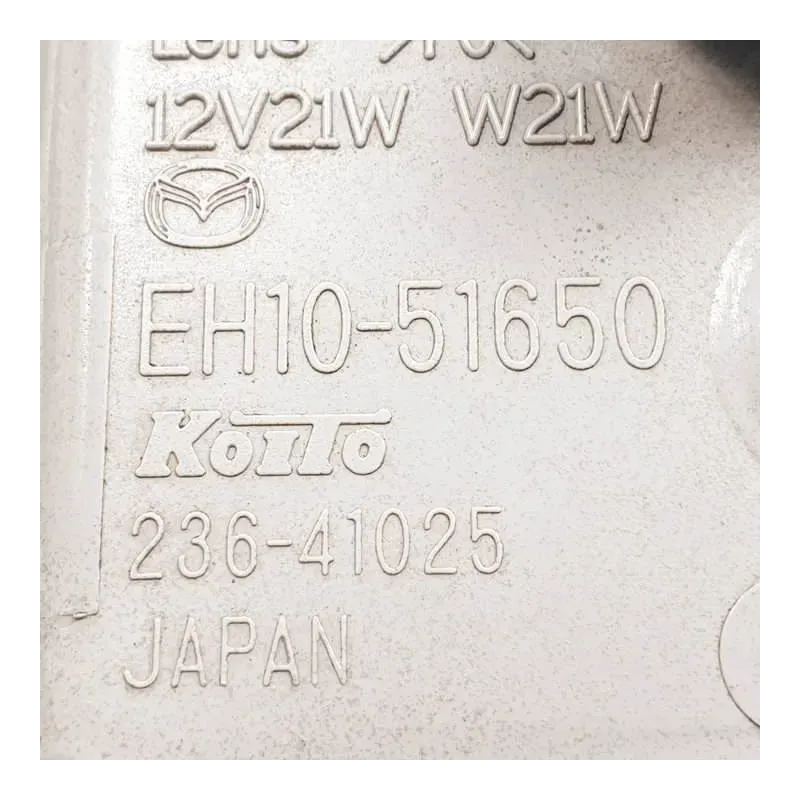 12V21W W21W
EH10-51650
KOITO
236-41025
JAPAN